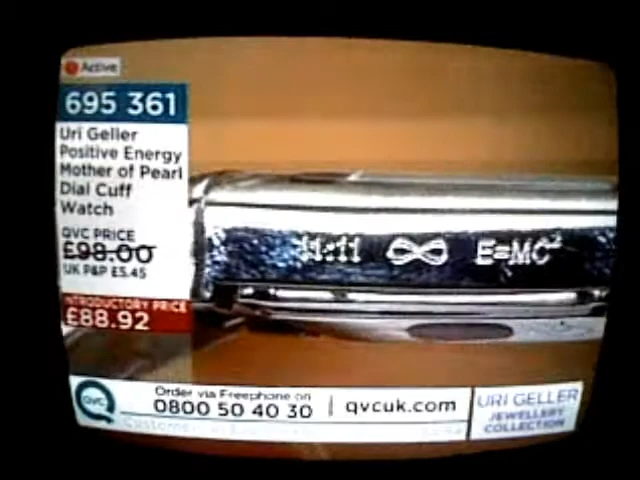 Active
695 361
Uri Geller
Positive Energy
Mother of Pearl
Dial Cuff
Watch
QVC PRICE
£98.00
UK P&P £5.45
INTRODUCTORY PRICE
£88.92
11:11 ∞ E=MC²
QVC
Order via Freephone on
0800 50 40 30 | qvcuk.com
URI GELLER
JEWELLERY
COLLECTION